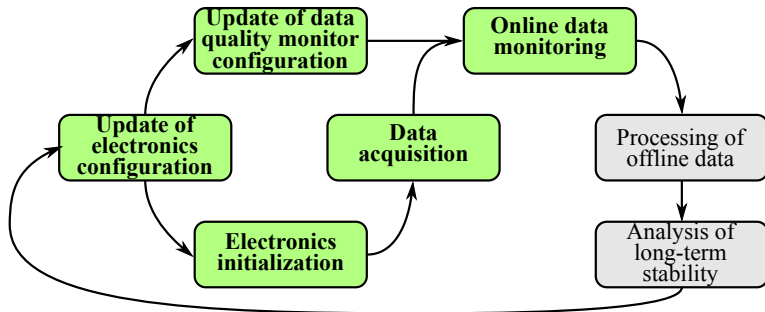 Update of data
quality monitor
configuration
Online data
monitoring
Update of
electronics
configuration
Data
acquisition
Processing of
offline data
Electronics
initialization
Analysis of
long-term
stability